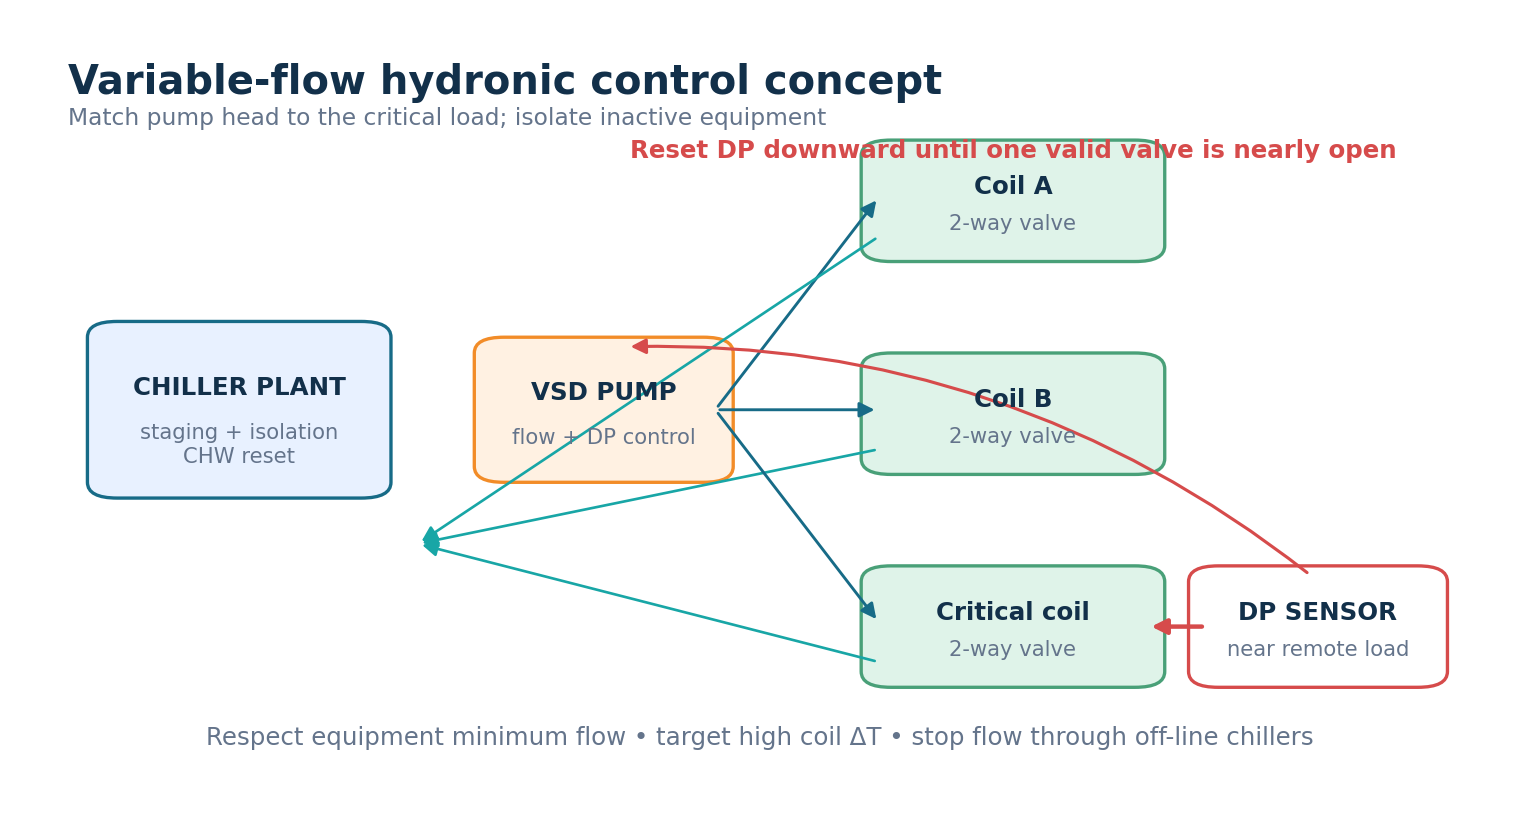 Variable-flow hydronic control concept
Match pump head to the critical load; isolate inactive equipment
Reset DP downward until one valid valve is nearly open
Coil A
2-way valve
CHILLER PLANT
staging + isolation
CHW reset
VSD PUMP
flow + DP control
Coil B
2-way valve
Critical coil
2-way valve
DP SENSOR
near remote load
Respect equipment minimum flow • target high coil ΔT • stop flow through off-line chillers